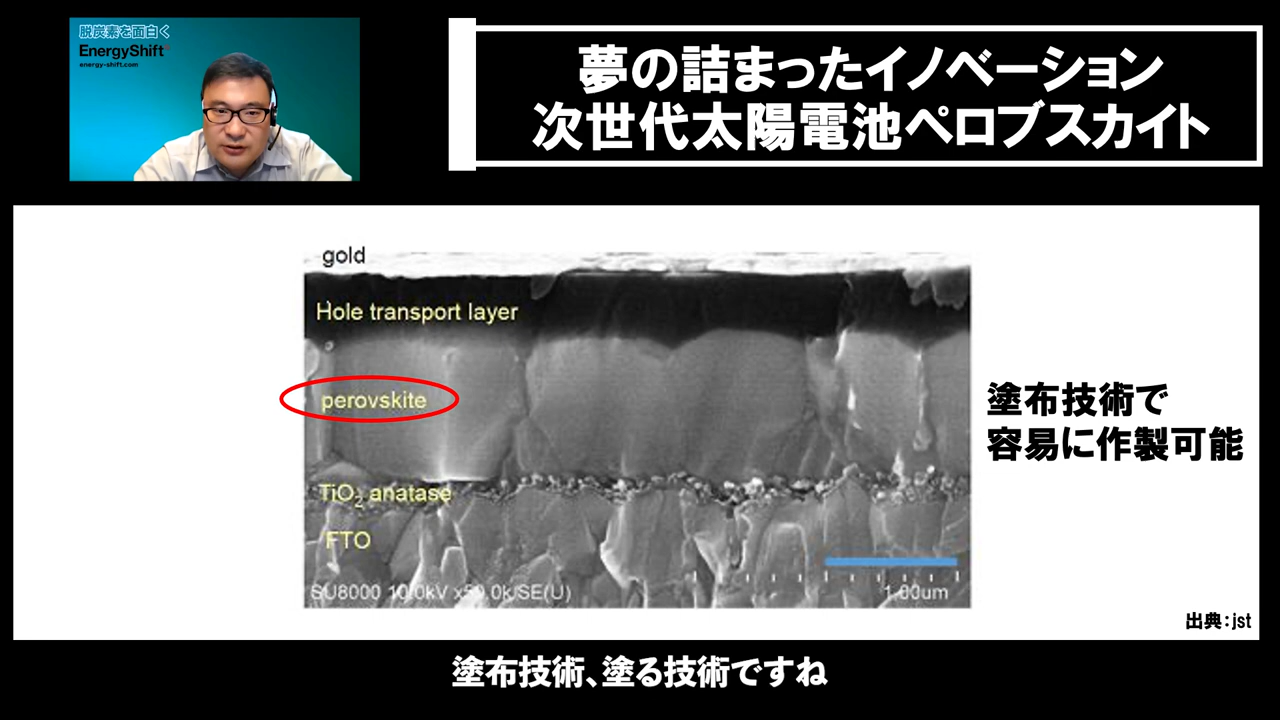 脱炭素を面白く
EnergyShift
energy-shift.com
夢の詰まったイノベーション
次世代太陽電池ペロブスカイト
gold
Hole transport layer
perovskite
TiO₂ anatase
FTO
SU8000 10.0kV x50.0k SE(U)
1.00um
塗布技術で
容易に作製可能
出典：jst
塗布技術、塗る技術ですね